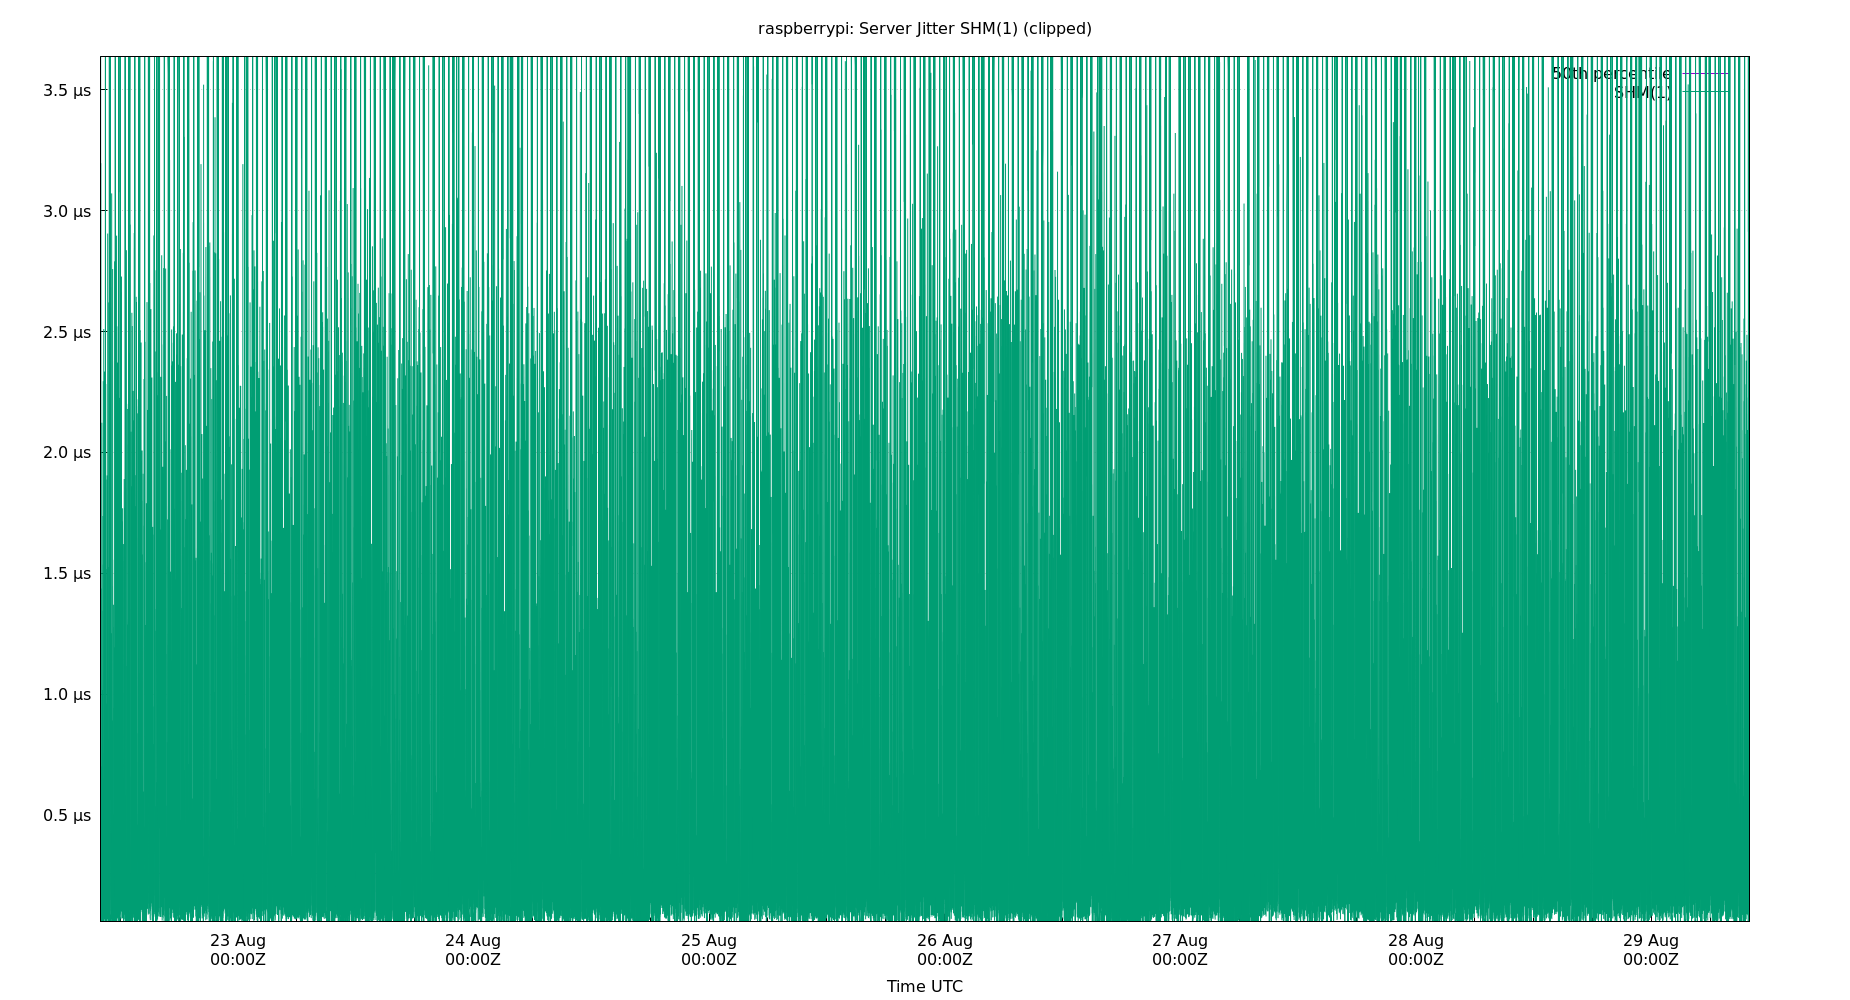 raspberrypi: Server Jitter SHM(1) (clipped)
50th percentile
SHM(1)
3.5 µs
3.0 µs
2.5 µs
2.0 µs
1.5 µs
1.0 µs
0.5 µs
23 Aug 24 Aug 25 Aug 26 Aug 27 Aug 28 Aug 29 Aug
00:00Z 00:00Z 00:00Z 00:00Z 00:00Z 00:00Z 00:00Z
Time UTC